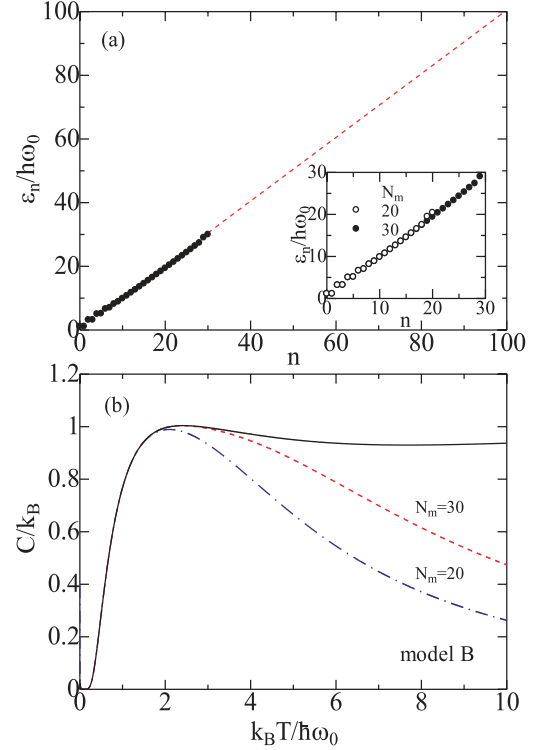 100
(a)
80
εn/ħω0
60
40
20
0
30
Nm
20
30
20
εn/ħω0
10
0
0 10 20 30
n
0 20 40 60 80 100
n
1.2
(b)
1
0.8
C/kB
0.6
0.4
0.2
0
Nm=30
Nm=20
model B
0 2 4 6 8 10
kBT/ħω0